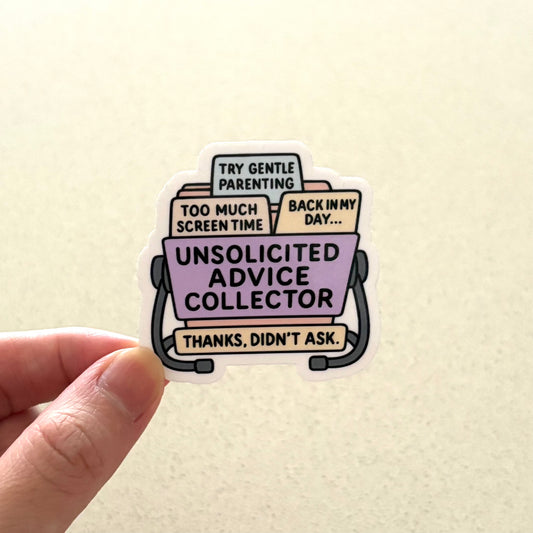 TRY GENTLE
PARENTING
TOO MUCH
SCREEN TIME
BACK IN MY
DAY...
UNSOLICITED
ADVICE
COLLECTOR
THANKS, DIDN'T ASK.